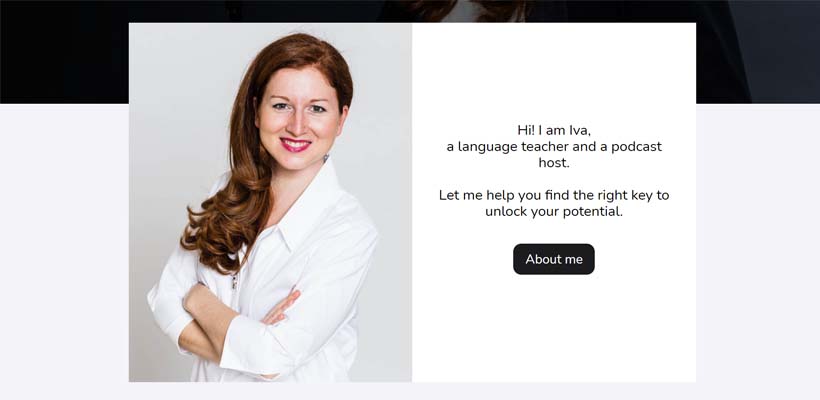 Hi! I am Iva,
a language teacher and a podcast
host.
Let me help you find the right key to
unlock your potential.
About me